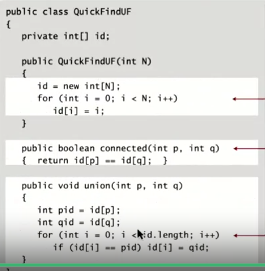 public class QuickFindUF
{
private int[] id;
public QuickFindUF(int N)
{
id = new int[N];
for (int i = 0; i < N; i++)
id[i] = i;
}
public boolean connected(int p, int q)
{ return id[p] == id[q]; }
public void union(int p, int q)
{
int pid = id[p];
int qid = id[q];
for (int i = 0; i < id.length; i++)
if (id[i] == pid) id[i] = qid;
}
}